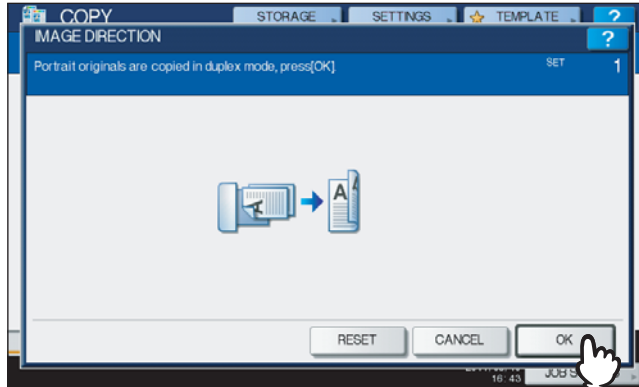 COPY STORAGE SETTINGS TEMPLATE ?
IMAGE DIRECTION ?
Portrait originals are copied in duplex mode, press[OK]
SET 1
A A A
RESET CANCEL OK
16:43 JOB S